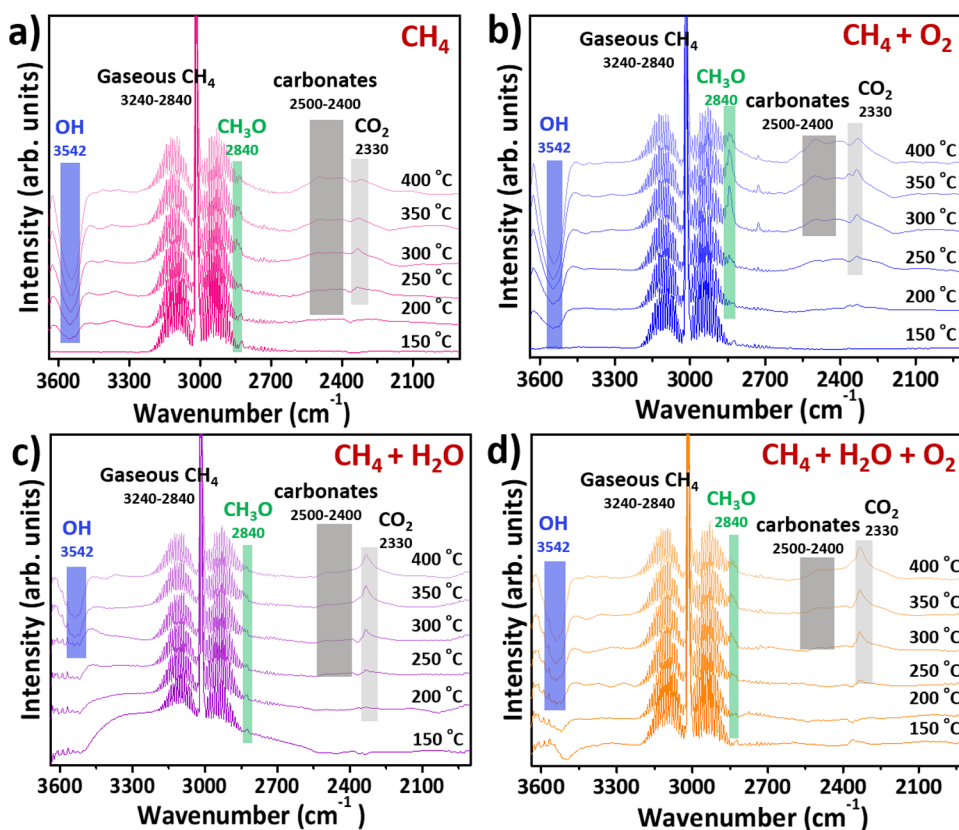 a)
CH₄
Gaseous CH₄
3240-2840
carbonates
2500-2400
CH₃O
2840
CO₂
2330
OH
3542
400 °C
350 °C
300 °C
250 °C
200 °C
150 °C
Intensity (arb. units)
3600 3300 3000 2700 2400 2100
Wavenumber (cm⁻¹)
b)
CH₄ + O₂
Gaseous CH₄
3240-2840
CH₃O
2840
carbonates
2500-2400
CO₂
2330
OH
3542
400 °C
350 °C
300 °C
250 °C
200 °C
150 °C
Intensity (arb. units)
3600 3300 3000 2700 2400 2100
Wavenumber (cm⁻¹)
c)
CH₄ + H₂O
Gaseous CH₄
3240-2840
carbonates
2500-2400
CH₃O
2840
CO₂
2330
OH
3542
400 °C
350 °C
300 °C
250 °C
200 °C
150 °C
Intensity (arb. units)
3600 3300 3000 2700 2400 2100
Wavenumber (cm⁻¹)
d)
CH₄ + H₂O + O₂
Gaseous CH₄
3240-2840
CH₃O
2840
carbonates
2500-2400
CO₂
2330
OH
3542
400 °C
350 °C
300 °C
250 °C
200 °C
150 °C
Intensity (arb. units)
3600 3300 3000 2700 2400 2100
Wavenumber (cm⁻¹)